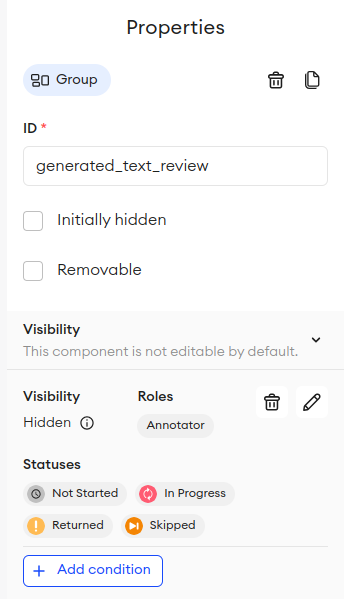 Properties
Group
ID *
generated_text_review
Initially hidden
Removable
Visibility
This component is not editable by default.
Visibility Roles
Hidden Annotator
Statuses
Not Started In Progress
Returned Skipped
+ Add condition